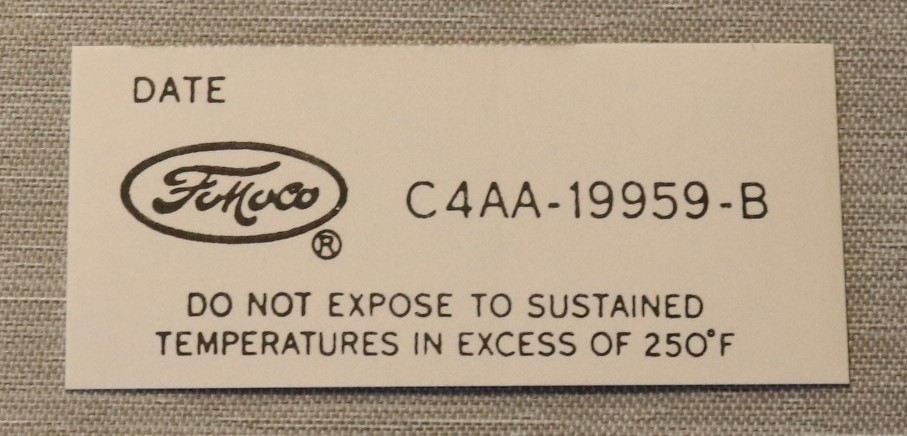 DATE
FoMoCo
®
C4AA-19959-B
DO NOT EXPOSE TO SUSTAINED
TEMPERATURES IN EXCESS OF 250°F